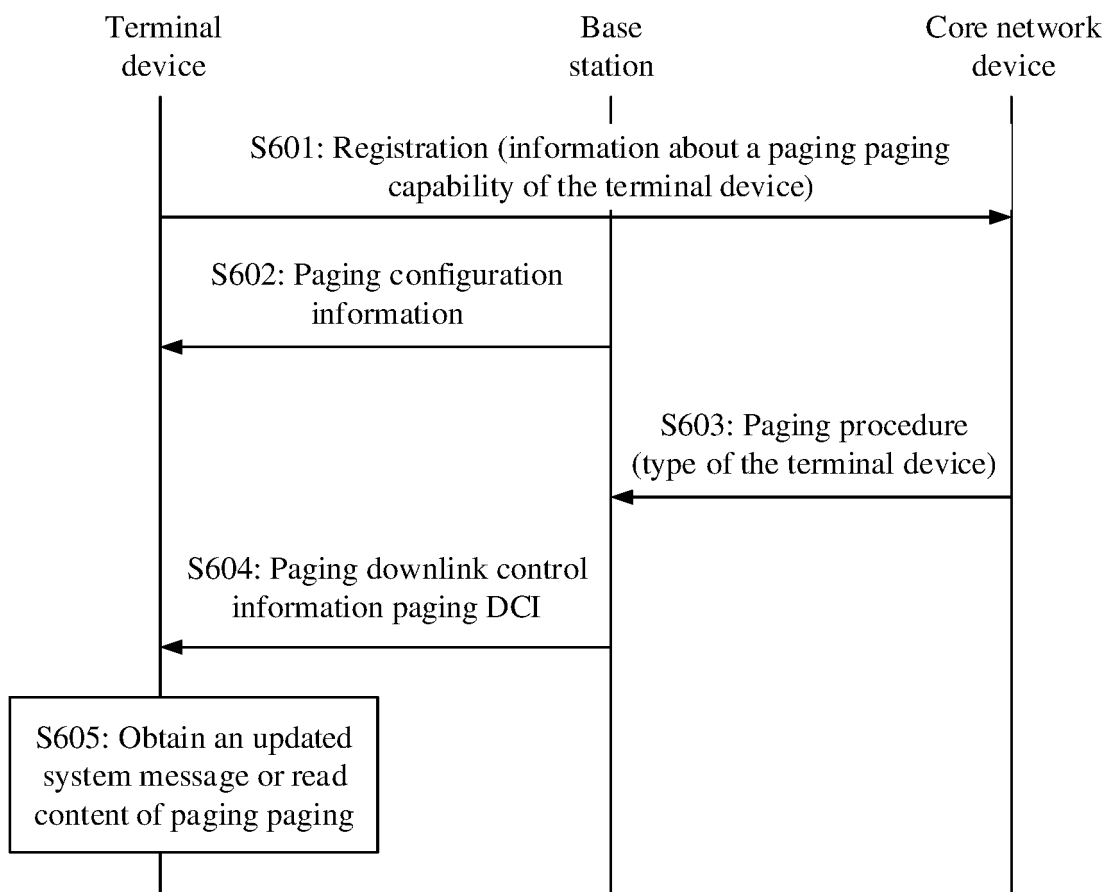 Terminal
device
Base
station
Core network
device
S601: Registration (information about a paging paging
capability of the terminal device)
S602: Paging configuration
information
S603: Paging procedure
(type of the terminal device)
S604: Paging downlink control
information paging DCI
S605: Obtain an updated
system message or read
content of paging paging